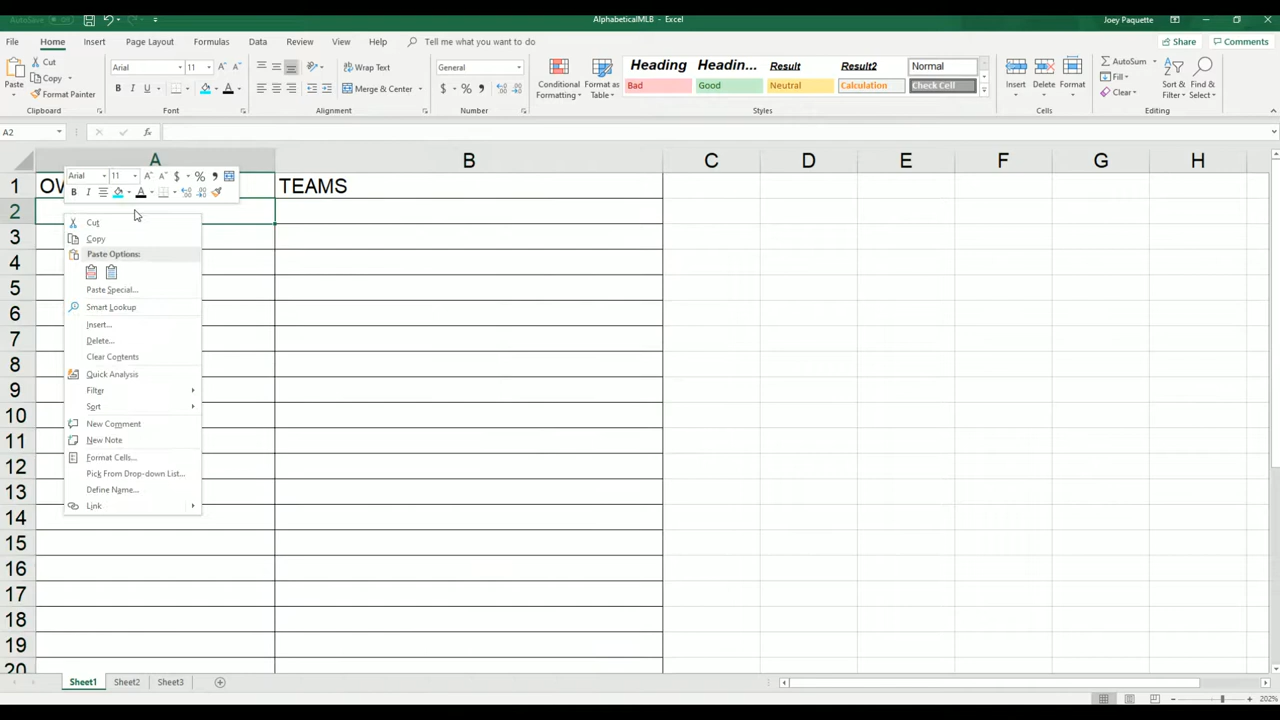 AutoSave Off AlphabeticalMLB - Excel Joey Paquette
File Home Insert Page Layout Formulas Data Review View Help Tell me what you want to do Share Comments
Paste Cut Copy Format Painter Clipboard
Arial 11 B I U A Font
Wrap Text Merge & Center Alignment
General $ % , Number
Conditional Formatting Format as Table
Heading Headin... Result Result2 Normal
Bad Good Neutral Calculation Check Cell
Styles
Insert Delete Format Cells
AutoSum Fill Clear Sort & Filter Find & Select Editing
A2 fx
A B C D E F G H
Arial 11 A A $ % ,
B I A
1 OW TEAMS
2
3
4
5
6
7
8
9
10
11
12
13
14
15
16
17
18
19
20
Cut
Copy
Paste Options:
Paste Special...
Smart Lookup
Insert...
Delete...
Clear Contents
Quick Analysis
Filter
Sort
New Comment
New Note
Format Cells...
Pick From Drop-down List...
Define Name...
Link
Sheet1 Sheet2 Sheet3
202%